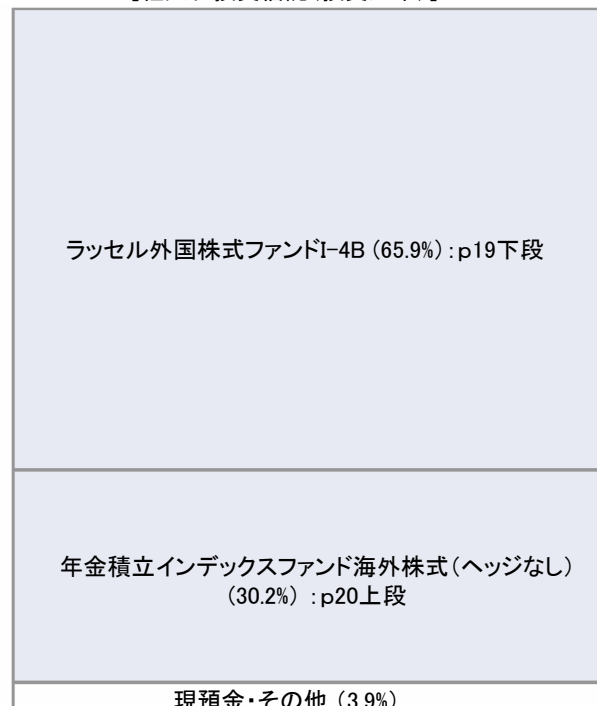 ラッセル外国株式ファンドI-4B (65.9%):p19下段
年金積立インデックスファンド海外株式(ヘッジなし)
(30.2%) :p20上段
現預金・その他 (3.9%)